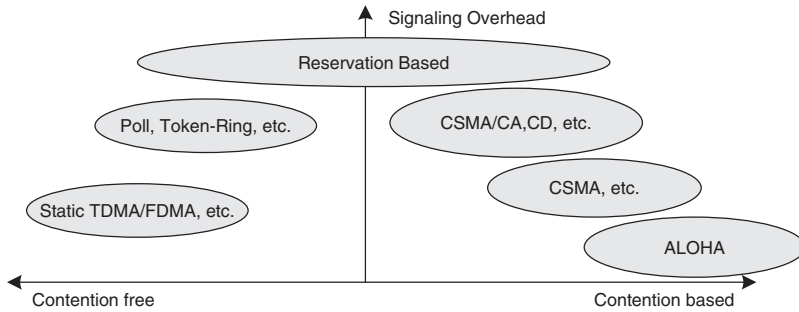 Signaling Overhead
Reservation Based
Poll, Token-Ring, etc.
CSMA/CA,CD, etc.
CSMA, etc.
Static TDMA/FDMA, etc.
ALOHA
Contention free
Contention based